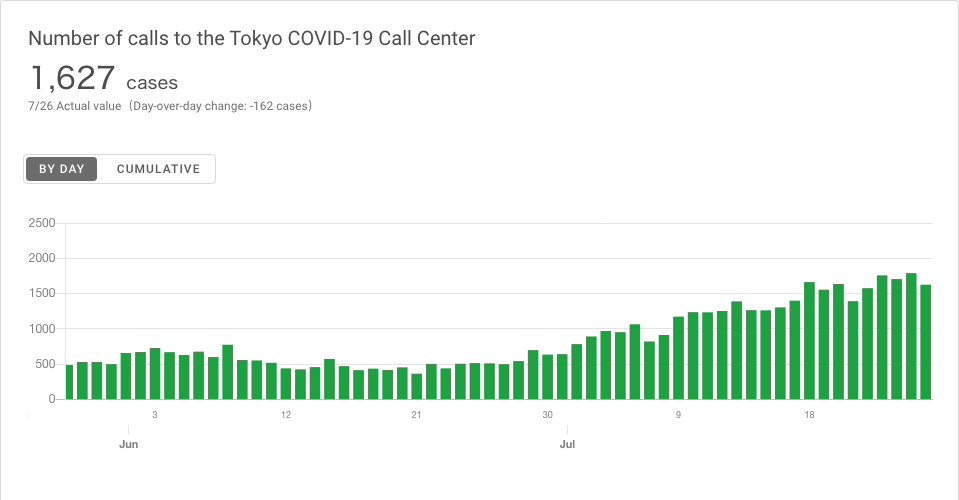 Number of calls to the Tokyo COVID-19 Call Center
1,627 cases
7/26 Actual value（Day-over-day change: -162 cases）
BY DAY CUMULATIVE
2500
2000
1500
1000
500
0
3 12 21 30 9 18
Jun Jul